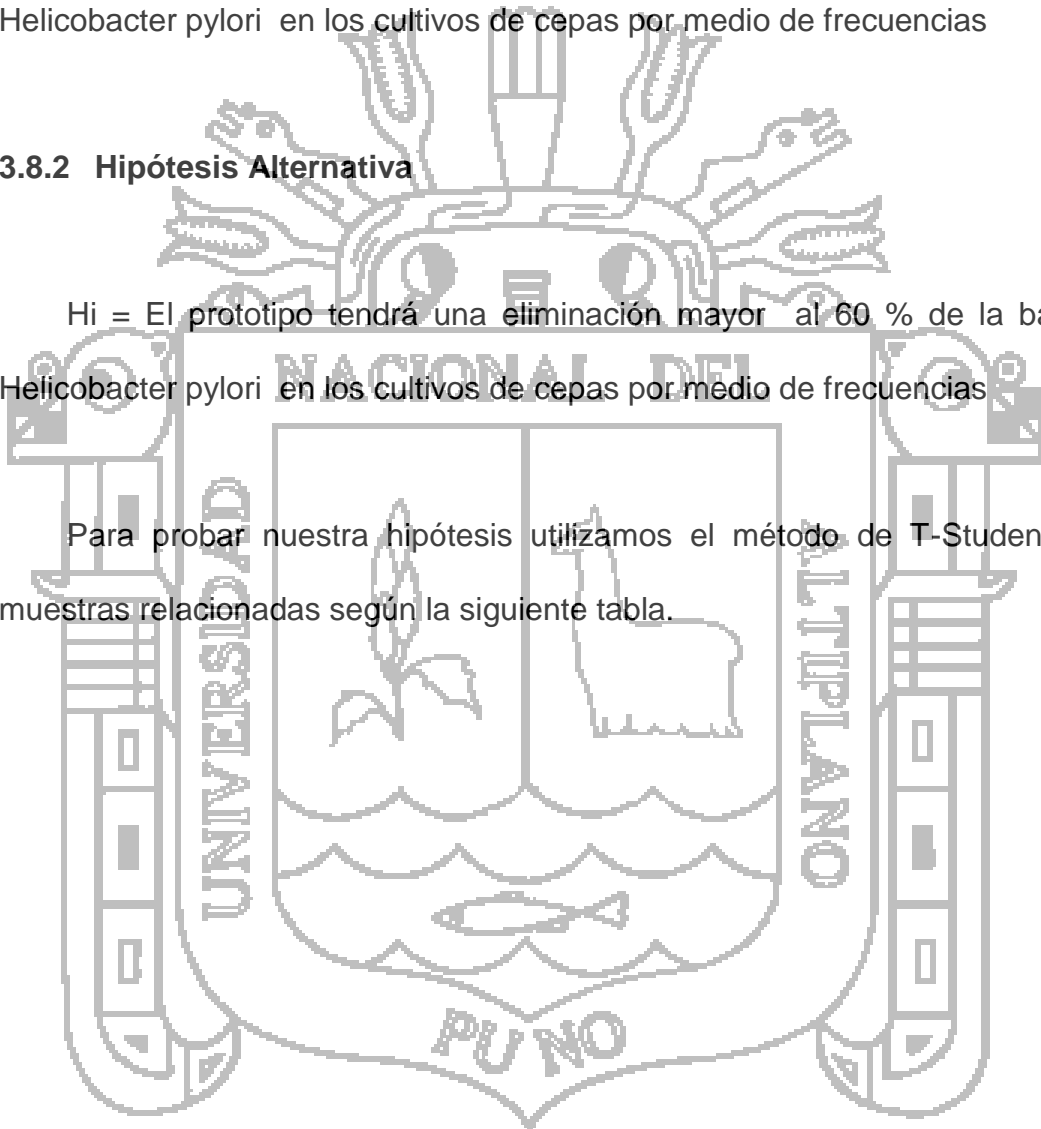 Helicobacter pylori en los cultivos de cepas por medio de frecuencias
3.8.2 Hipótesis Alternativa
Hi = El prototipo tendrá una eliminación mayor al 60 % de la ba
Helicobacter pylori en los cultivos de cepas por medio de frecuencias
NACIONAL DEL
Para probar nuestra hipótesis utilizamos el método de T-Studen
muestras relacionadas según la siguiente tabla.
UNIVERSIDAD
ALTIPLANO
PUNO